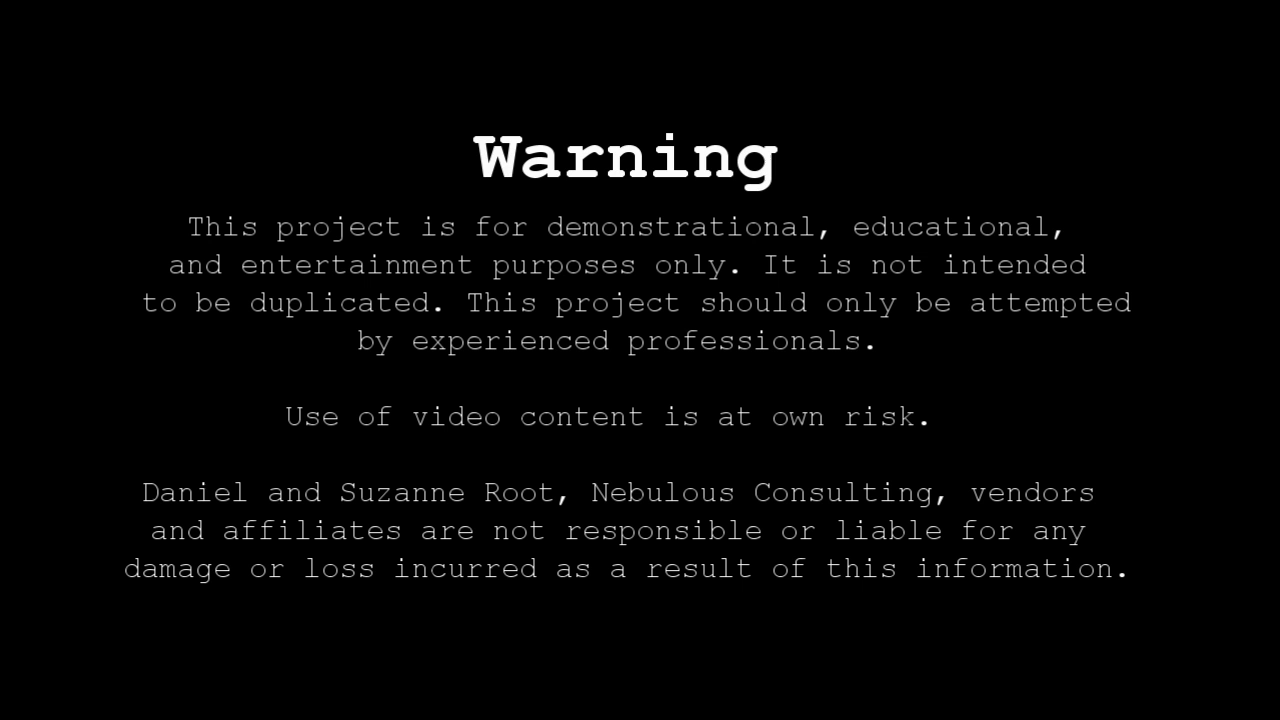 Warning
This project is for demonstrational, educational,
and entertainment purposes only. It is not intended
to be duplicated. This project should only be attempted
by experienced professionals.
Use of video content is at own risk.
Daniel and Suzanne Root, Nebulous Consulting, vendors
and affiliates are not responsible or liable for any
damage or loss incurred as a result of this information.